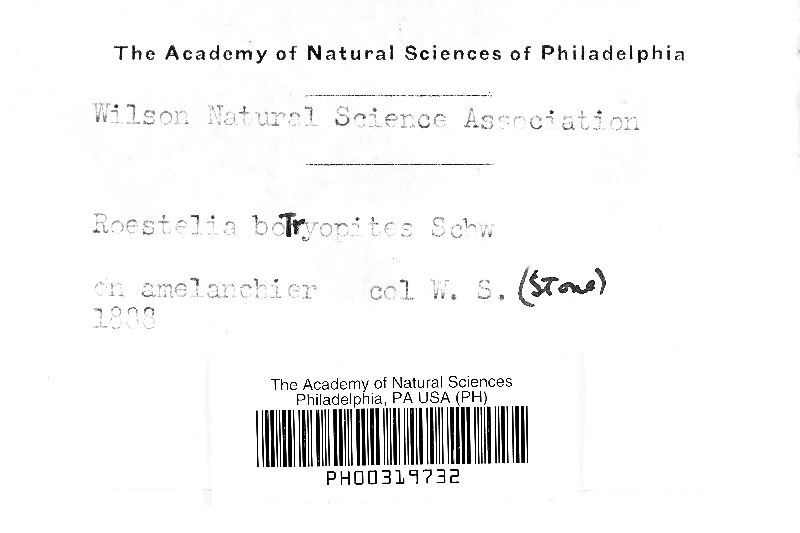 The Academy of Natural Sciences of Philadelphia
Wilson Natural Science Association
Roestelia boTryopites Schw
on amelanchier col W. S. (Stone)
1888
The Academy of Natural Sciences
Philadelphia, PA USA (PH)
PH00319732